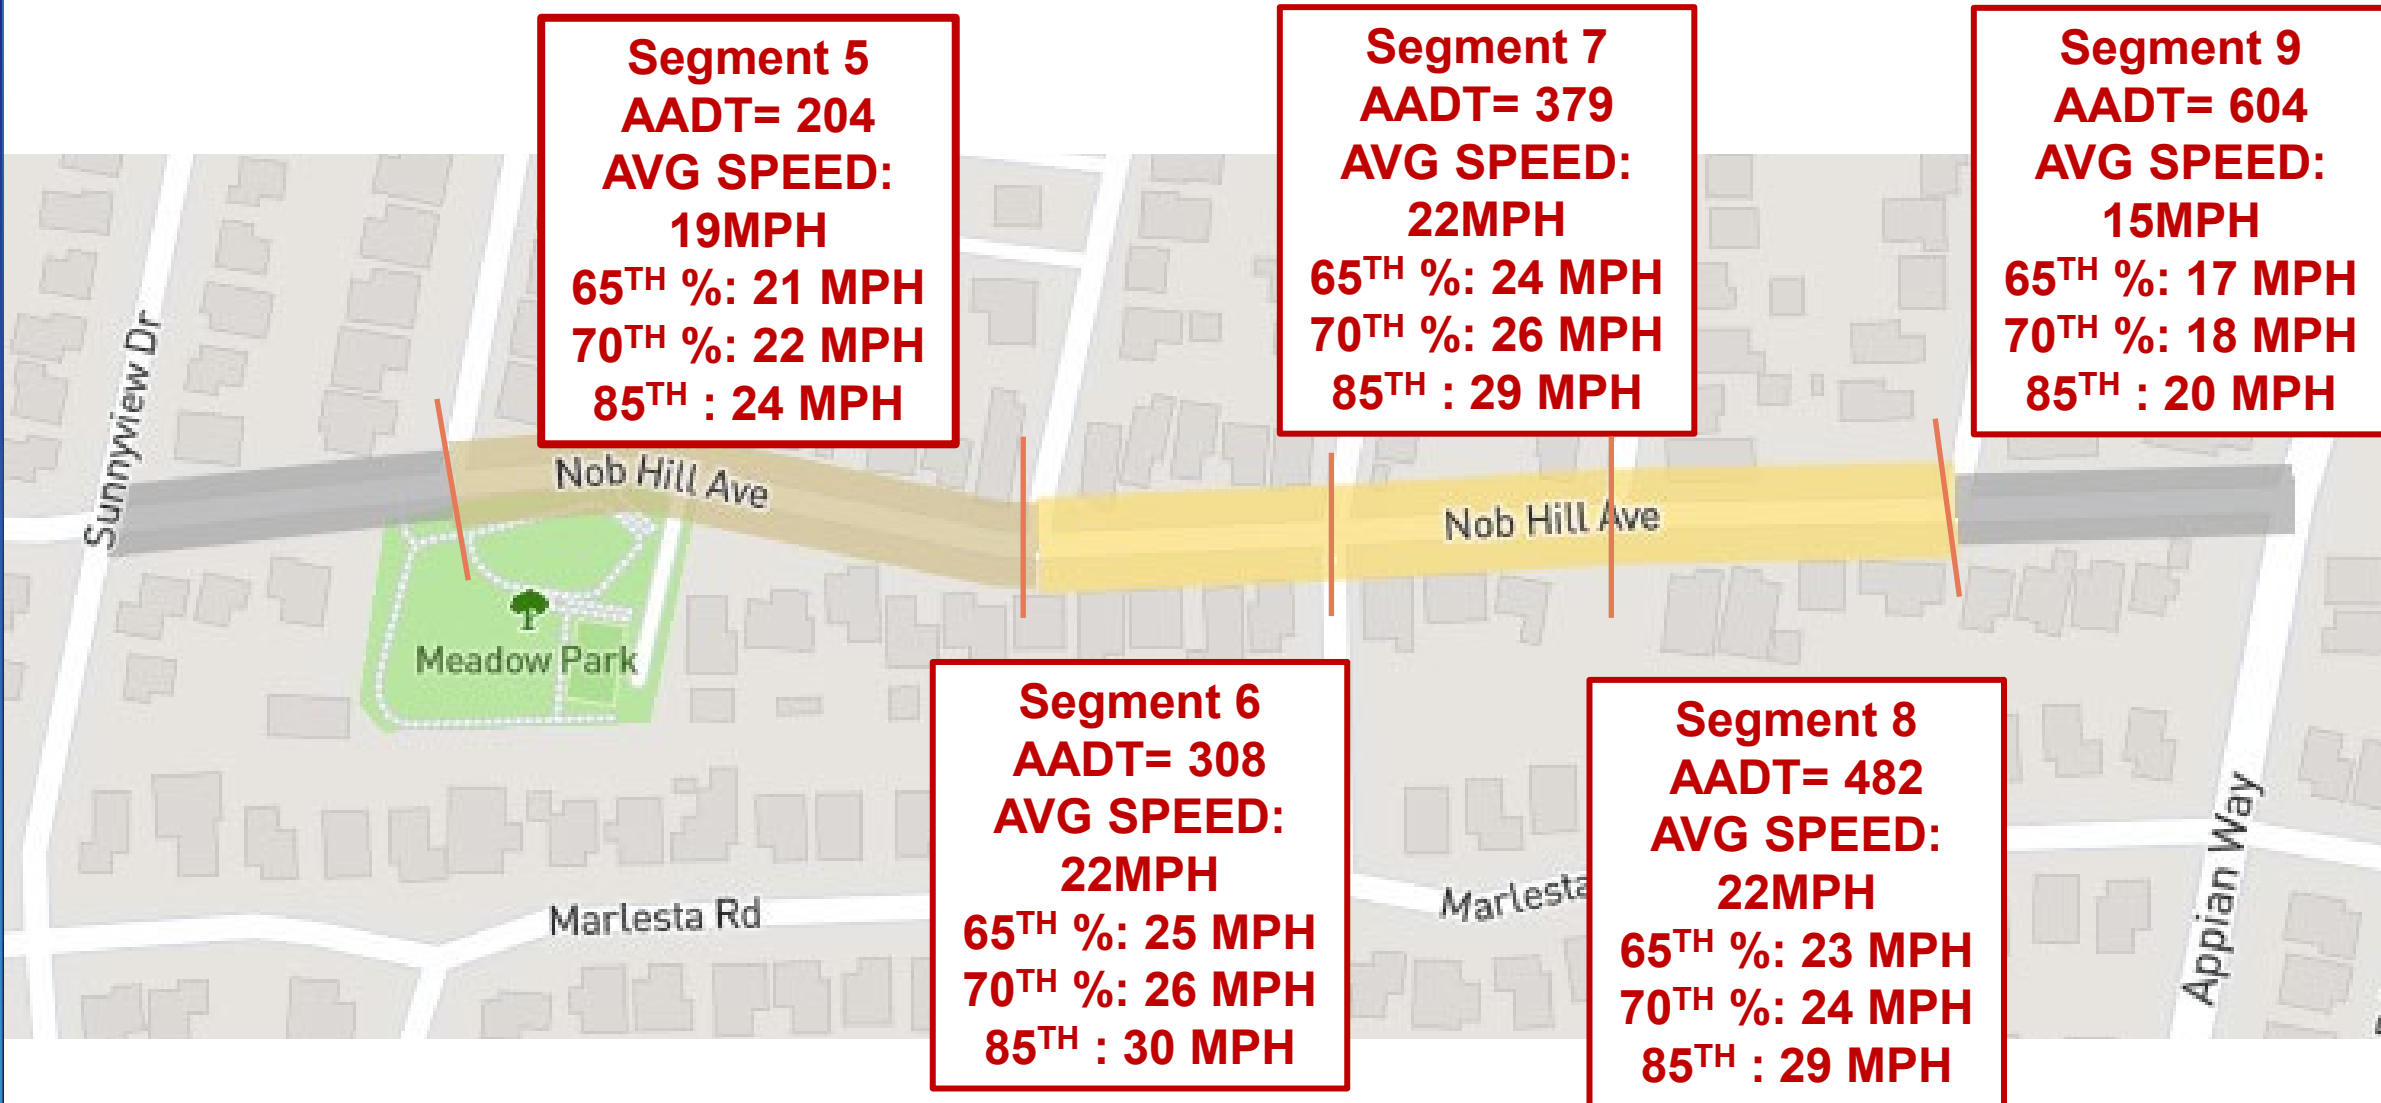 Segment 5
AADT= 204
AVG SPEED:
19MPH
65TH %: 21 MPH
70TH %: 22 MPH
85TH : 24 MPH
Segment 7
AADT= 379
AVG SPEED:
22MPH
65TH %: 24 MPH
70TH %: 26 MPH
85TH : 29 MPH
Segment 9
AADT= 604
AVG SPEED:
15MPH
65TH %: 17 MPH
70TH %: 18 MPH
85TH : 20 MPH
Sunnyview Dr
Nob Hill Ave
Nob Hill Ave
Meadow Park
Segment 6
AADT= 308
AVG SPEED:
22MPH
65TH %: 25 MPH
70TH %: 26 MPH
85TH : 30 MPH
Segment 8
AADT= 482
AVG SPEED:
22MPH
65TH %: 23 MPH
70TH %: 24 MPH
85TH : 29 MPH
Marlesta Rd
Marlesta
Appian Way